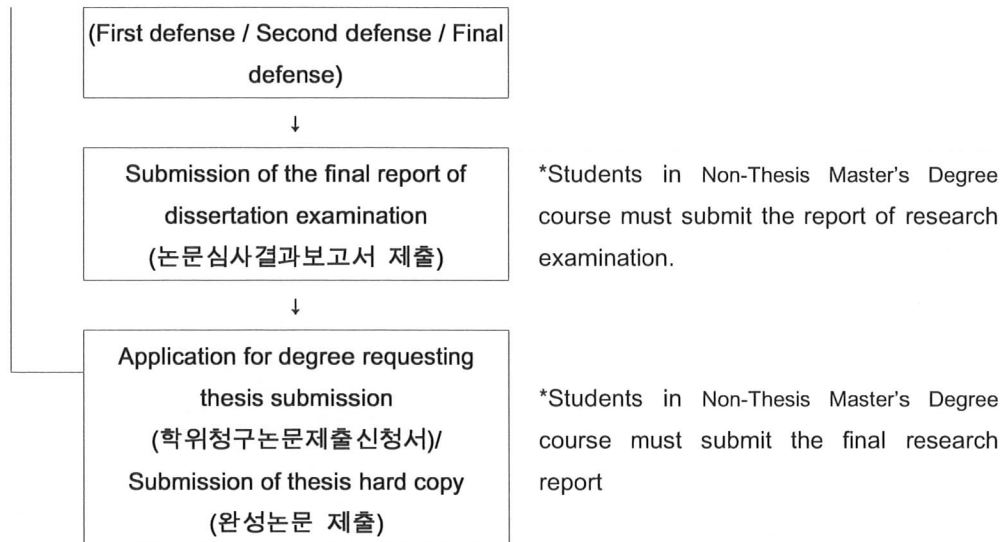 (First defense / Second defense / Final
defense)
↓
Submission of the final report of
dissertation examination
(논문심사결과보고서 제출)
*Students in Non-Thesis Master's Degree
course must submit the report of research
examination.
↓
Application for degree requesting
thesis submission
(학위청구논문제출신청서)/
Submission of thesis hard copy
(완성논문 제출)
*Students in Non-Thesis Master's Degree
course must submit the final research
report